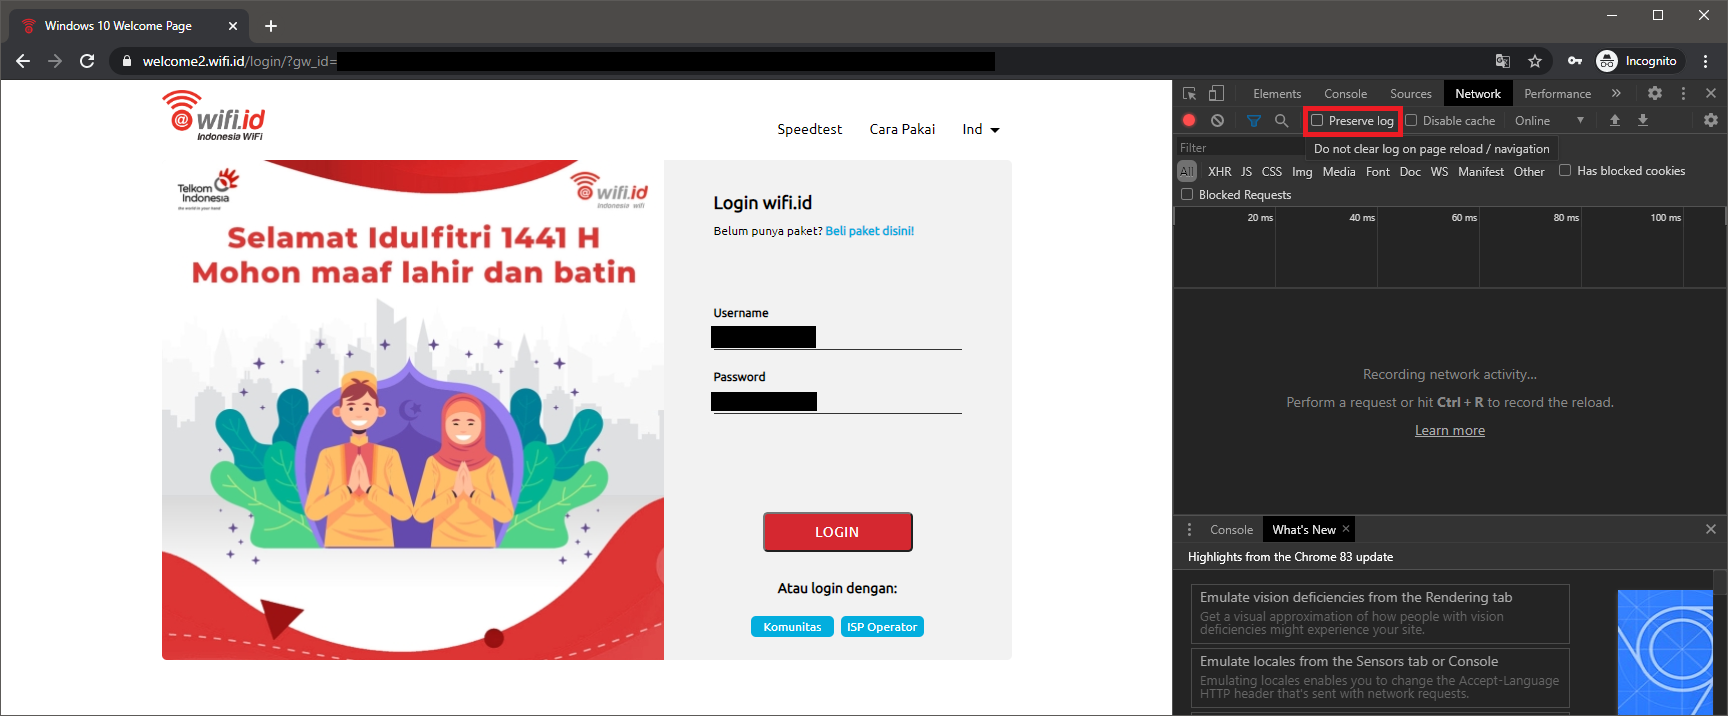 Windows 10 Welcome Page
welcome2.wifi.id/login/?gw_id=
Incognito
@wifi.id
Indonesia WiFi
Speedtest
Cara Pakai
Ind
Telkom
Indonesia
the world in your hand
@wifi.id
Indonesia wifi
Selamat Idulfitri 1441 H
Mohon maaf lahir dan batin
Login wifi.id
Belum punya paket? Beli paket disini!
Username
Password
LOGIN
Atau login dengan:
Komunitas
ISP Operator
Elements
Console
Sources
Network
Performance
Preserve log
Disable cache
Online
Filter
Do not clear log on page reload / navigation
All XHR JS CSS Img Media Font Doc WS Manifest Other Has blocked cookies
Blocked Requests
20 ms
40 ms
60 ms
80 ms
100 ms
Recording network activity...
Perform a request or hit Ctrl + R to record the reload.
Learn more
Console
What's New
Highlights from the Chrome 83 update
Emulate vision deficiencies from the Rendering tab
Get a visual approximation of how people with vision
deficiencies might experience your site.
Emulate locales from the Sensors tab or Console
Emulating locales enables you to change the Accept-Language
HTTP header that's sent with network requests.